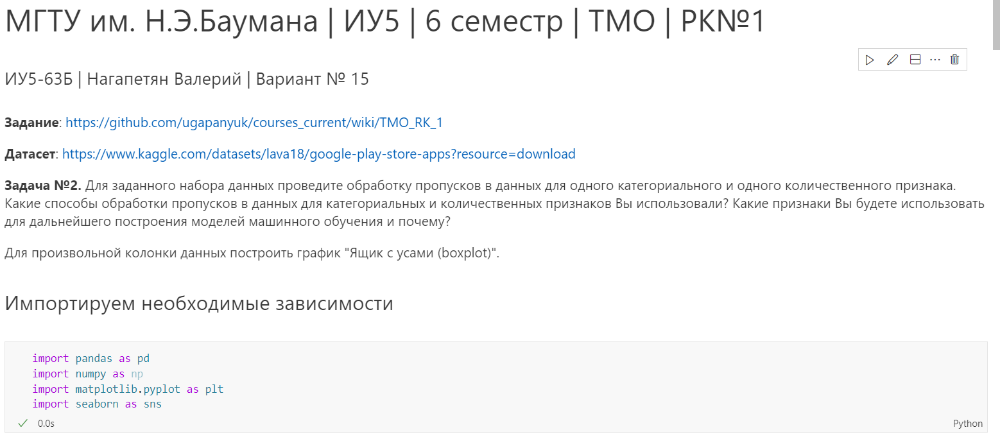 МГТУ им. Н.Э.Баумана | ИУ5 | 6 семестр | ТМО | РК№1
ИУ5-63Б | Нагапетян Валерий | Вариант № 15
Задание: https://github.com/ugapanyuk/courses_current/wiki/TMO_RK_1
Датасет: https://www.kaggle.com/datasets/lava18/google-play-store-apps?resource=download
Задача №2. Для заданного набора данных проведите обработку пропусков в данных для одного категориального и одного количественного признака.
Какие способы обработки пропусков в данных для категориальных и количественных признаков Вы использовали? Какие признаки Вы будете использовать
для дальнейшего построения моделей машинного обучения и почему?
Для произвольной колонки данных построить график "Ящик с усами (boxplot)".
Импортируем необходимые зависимости
import pandas as pd
import numpy as np
import matplotlib.pyplot as plt
import seaborn as sns
0.0s
Python